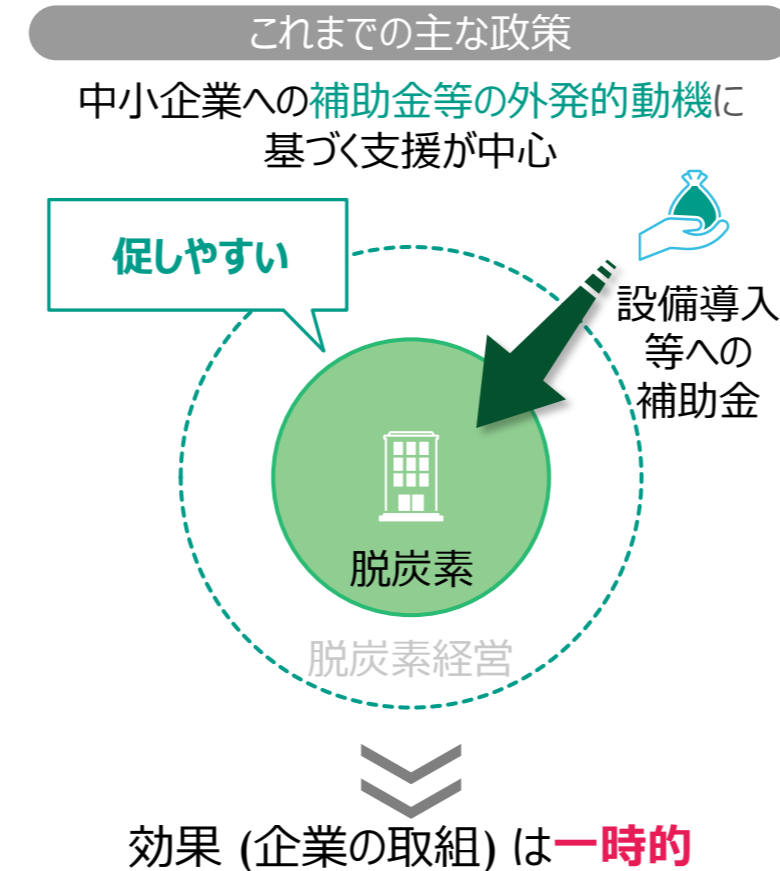 これまでの主な政策
中小企業への補助金等の外発的動機に
基づく支援が中心
促しやすい
設備導入
等への
補助金
脱炭素
脱炭素経営
効果 (企業の取組) は一時的